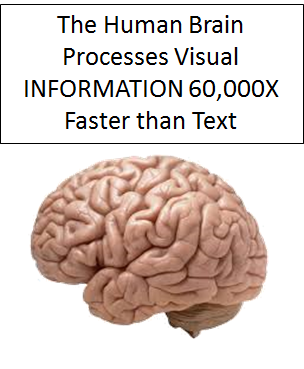 The Human Brain
Processes Visual
INFORMATION 60,000X
Faster than Text